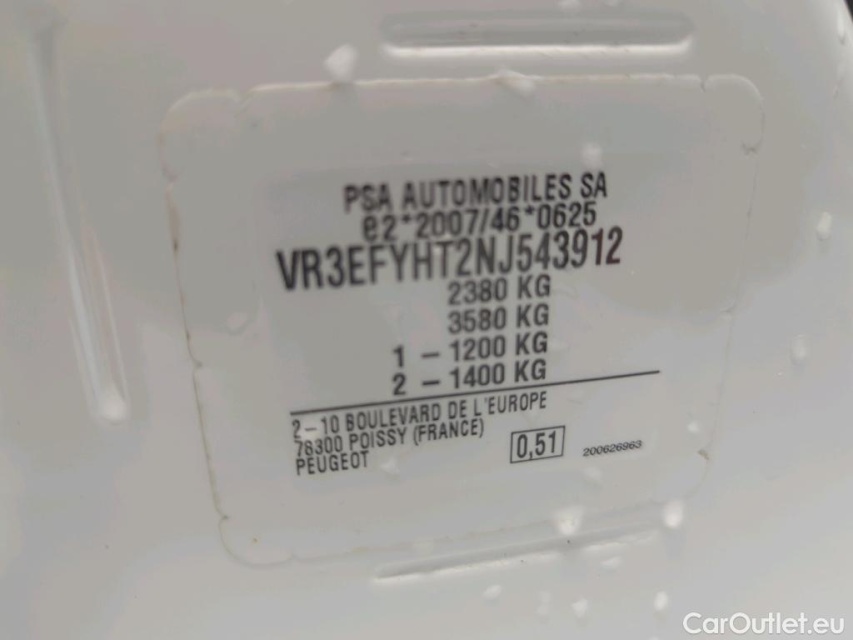 PSA AUTOMOBILES SA
e2*2007/46*0625
VR3EFYHT2NJ543912
2380 KG
3580 KG
1 - 1200 KG
2 - 1400 KG
2-10 BOULEVARD DE L'EUROPE
78300 POISSY (FRANCE)
PEUGEOT
0,51
200626963
CarOutlet.eu